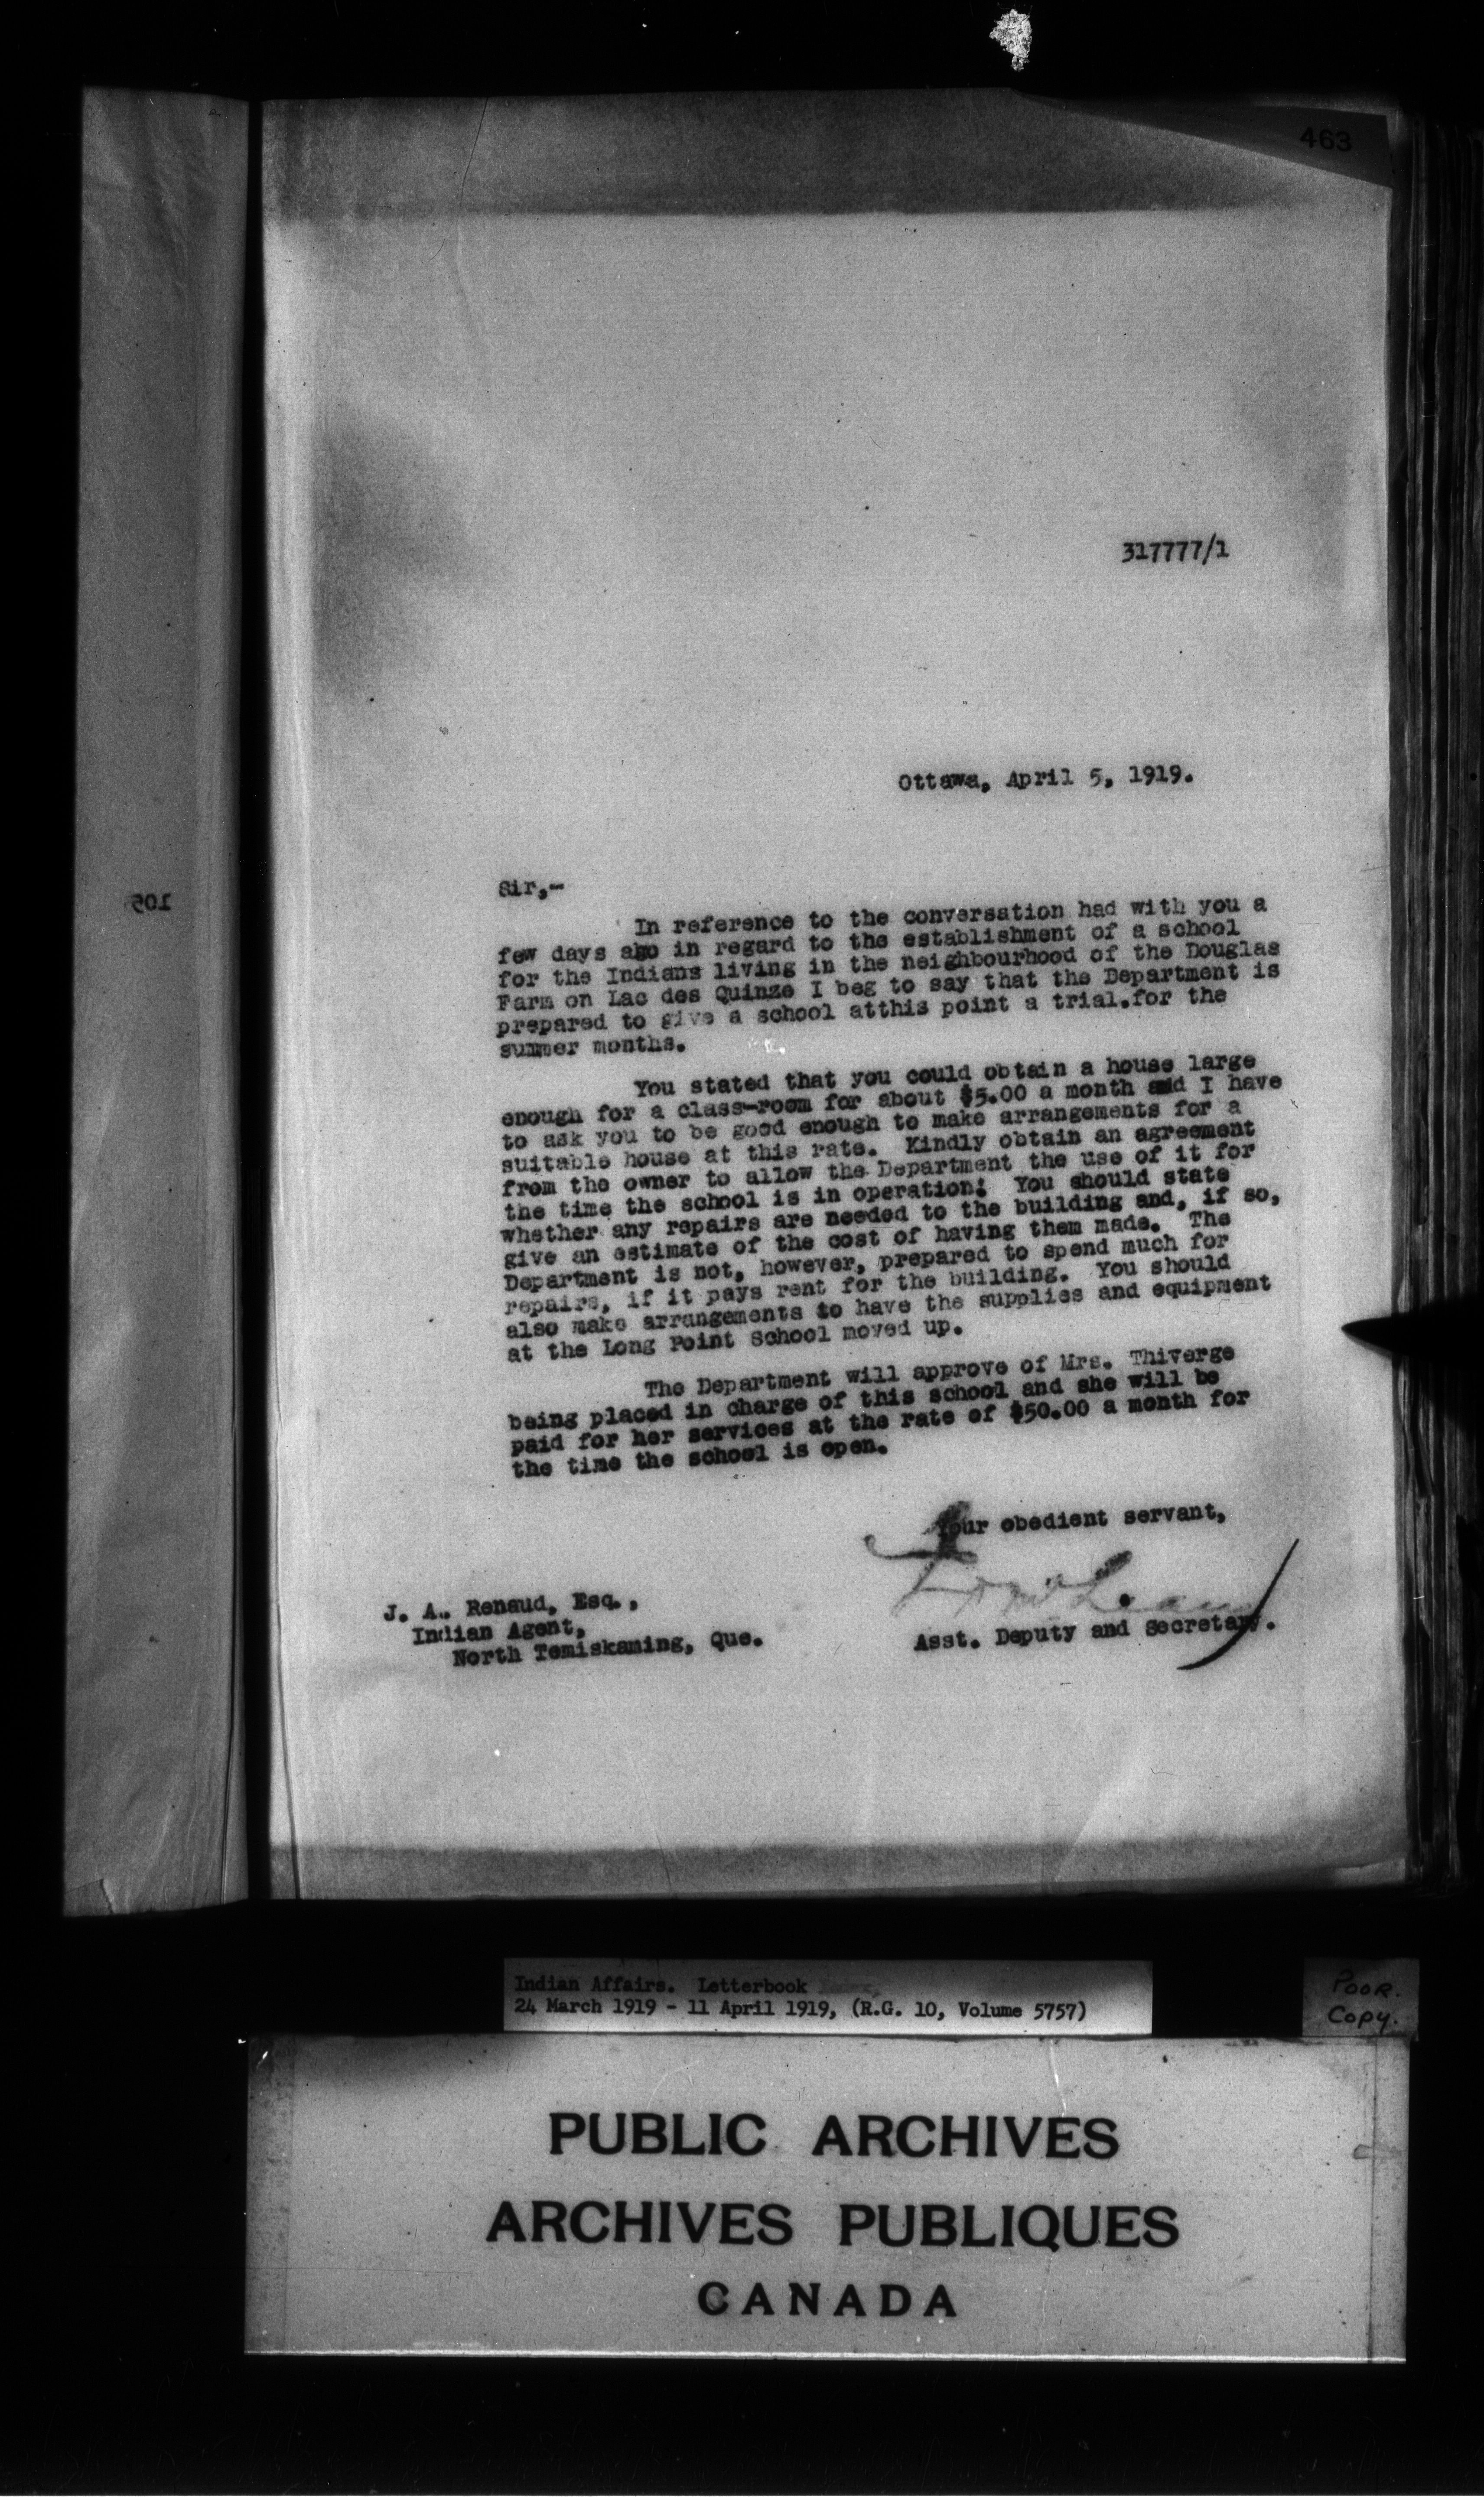 463
317777/1
Ottawa, April 5, 1919.
105
Sir,-
In reference to the conversation had with you a
few days ago in regard to the establishment of a school
for the Indians living in the neighbourhood of the Douglas
Farm on Lac des Quinze I beg to say that the Department is
prepared to give a school atthis point a trial.for the
summer months.
You stated that you could obtain a house large
enough for a class-room for about $5.00 a month and I have
to ask you to be good enough to make arrangements for a
suitable house at this rate. Kindly obtain an agreement
from the owner to allow the Department the use of it for
the time the school is in operation; You should state
whether any repairs are needed to the building and, if so,
give an estimate of the cost of having them made. The
Department is not, however, prepared to spend much for
repairs, if it pays rent for the building. You should
also make arrangements to have the supplies and equipment
at the Long Point School moved up.
The Department will approve of Mrs. Thiverge
being placed in charge of this school and she will be
paid for her services at the rate of $50.00 a month for
the time the school is open.
Your obedient servant,
J. A. Renaud, Esq.,
Indian Agent,
North Temiskaming, Que.
Asst. Deputy and Secretary.
Indian Affairs. Letterbook
24 March 1919 - 11 April 1919, (R.G. 10, Volume 5757)
POOR.
Copy.
PUBLIC ARCHIVES
ARCHIVES PUBLIQUES
CANADA